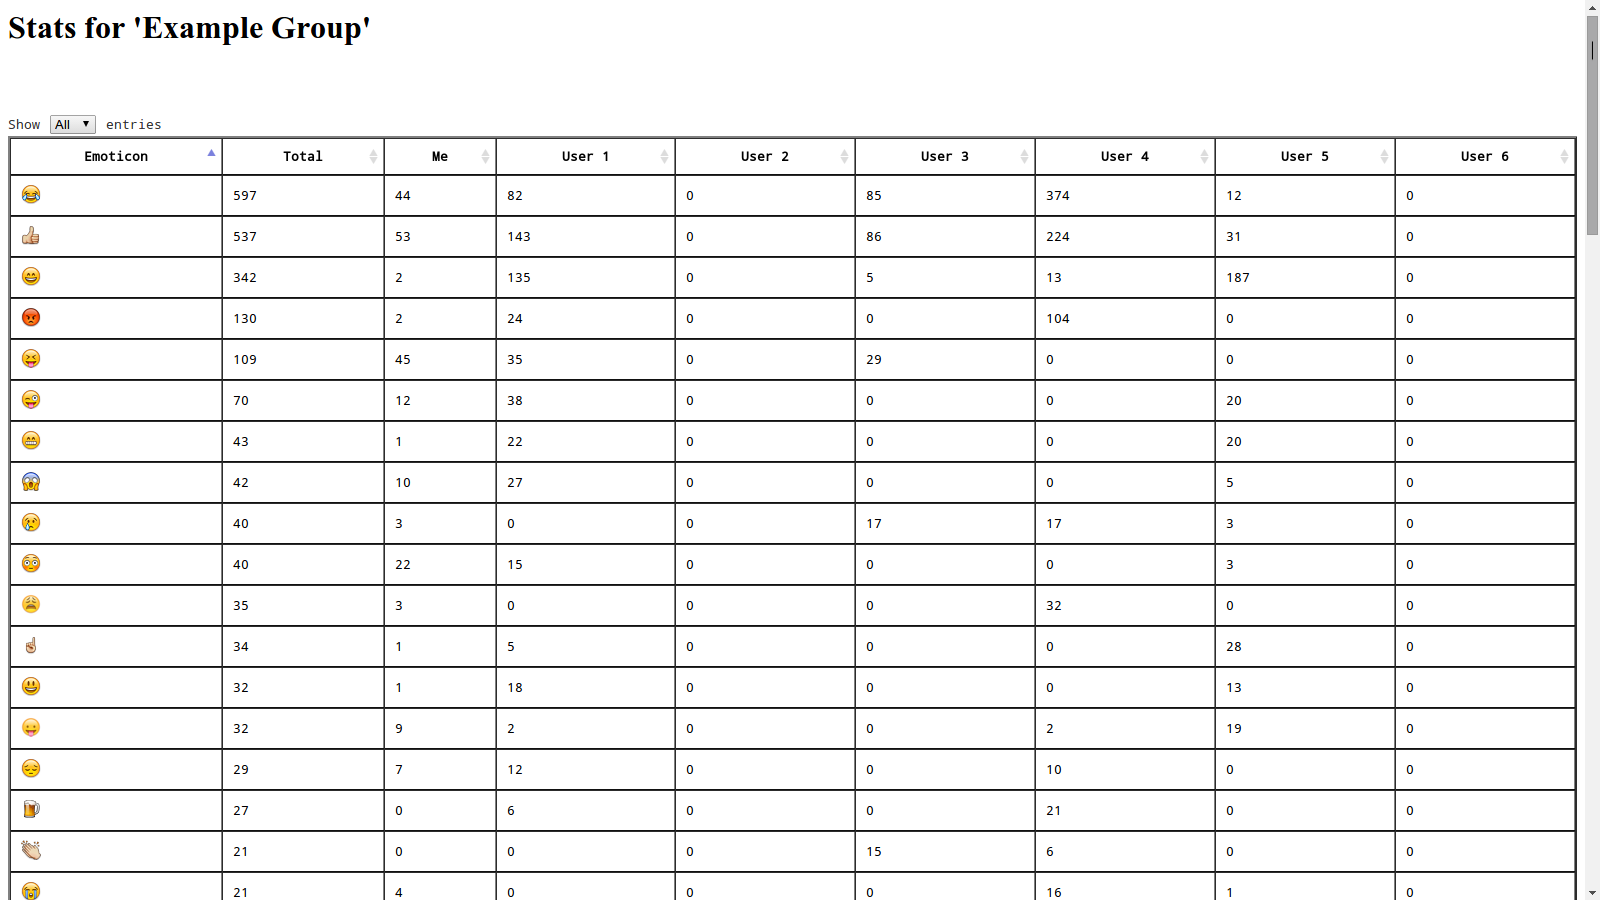 Stats for 'Example Group'
Show All entries
Emoticon Total Me User 1 User 2 User 3 User 4 User 5 User 6
😂 597 44 82 0 85 374 12 0
👍 537 53 143 0 86 224 31 0
😄 342 2 135 0 5 13 187 0
😡 130 2 24 0 0 104 0 0
😝 109 45 35 0 29 0 0 0
😜 70 12 38 0 0 0 20 0
😁 43 1 22 0 0 0 20 0
😱 42 10 27 0 0 0 5 0
😢 40 3 0 0 17 17 3 0
😳 40 22 15 0 0 0 3 0
😩 35 3 0 0 0 32 0 0
☝ 34 1 5 0 0 0 28 0
😃 32 1 18 0 0 0 13 0
😛 32 9 2 0 0 2 19 0
😔 29 7 12 0 0 10 0 0
🍺 27 0 6 0 0 21 0 0
👏 21 0 0 0 15 6 0 0
😭 21 4 0 0 0 16 1 0